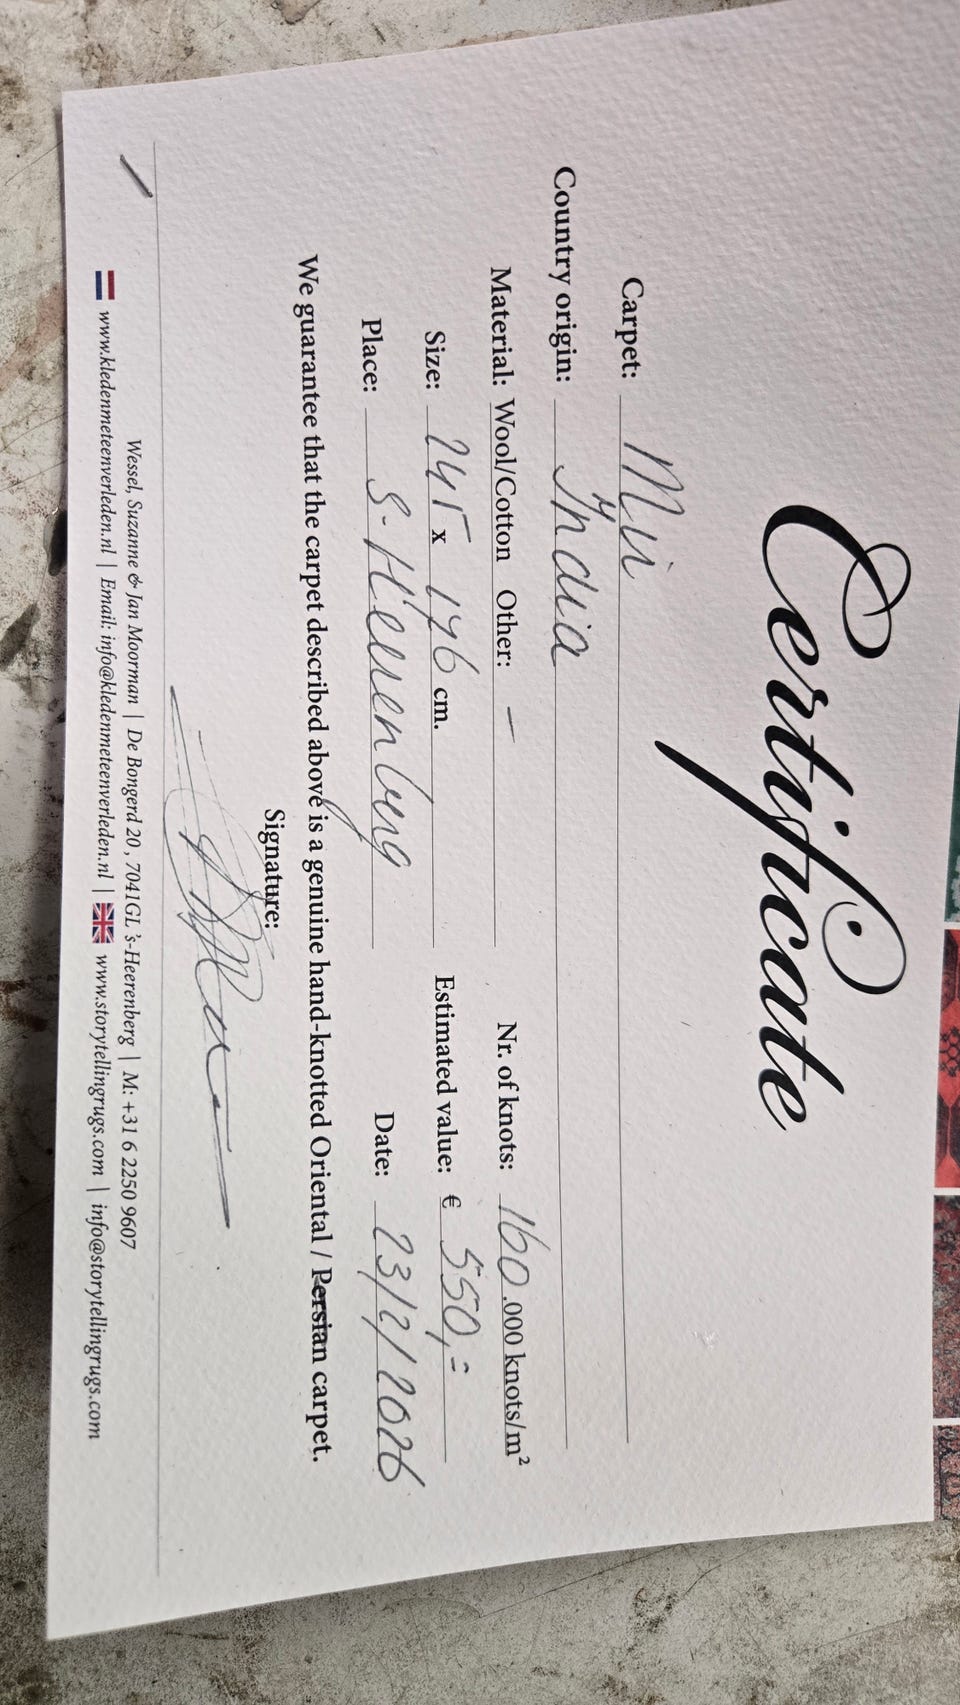 Certificate
Carpet: Mir
Country origin: India
Material: Wool/Cotton Other: - Nr. of knots: 160.000 knots/m²
Size: 245 x 176 cm. Estimated value: € 550,=
Place: S-Heerenberg Date: 23/2/2026
We guarantee that the carpet described above is a genuine hand-knotted Oriental / Persian carpet.
Signature:
Wessel, Suzanne & Jan Moorman | De Bongerd 20 , 7041GL 's-Heerenberg | M: +31 6 2250 9607
www.kledenmeteenverleden.nl | Email: info@kledenmeteenverleden.nl | www.storytellingrugs.com | info@storytellingrugs.com